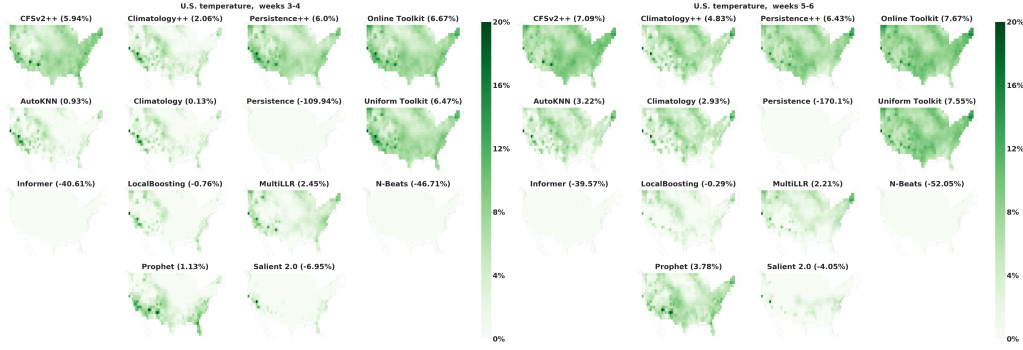 U.S. temperature, weeks 3-4
CFSv2++ (5.94%) Climatology++ (2.06%) Persistence++ (6.0%) Online Toolkit (6.67%)
AutoKNN (0.93%) Climatology (0.13%) Persistence (-109.94%) Uniform Toolkit (6.47%)
Informer (-40.61%) LocalBoosting (-0.76%) MultiLLR (2.45%) N-Beats (-46.71%)
Prophet (1.13%) Salient 2.0 (-6.95%)
20%
16%
12%
8%
4%
0%
U.S. temperature, weeks 5-6
CFSv2++ (7.09%) Climatology++ (4.83%) Persistence++ (6.43%) Online Toolkit (7.67%)
AutoKNN (3.22%) Climatology (2.93%) Persistence (-170.1%) Uniform Toolkit (7.55%)
Informer (-39.57%) LocalBoosting (-0.29%) MultiLLR (2.21%) N-Beats (-52.05%)
Prophet (3.78%) Salient 2.0 (-4.05%)
20%
16%
12%
8%
4%
0%